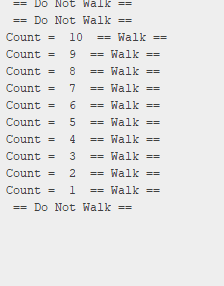 == Do Not Walk ==
== Do Not Walk ==
Count =  10  == Walk ==
Count =  9  == Walk ==
Count =  8  == Walk ==
Count =  7  == Walk ==
Count =  6  == Walk ==
Count =  5  == Walk ==
Count =  4  == Walk ==
Count =  3  == Walk ==
Count =  2  == Walk ==
Count =  1  == Walk ==
== Do Not Walk ==